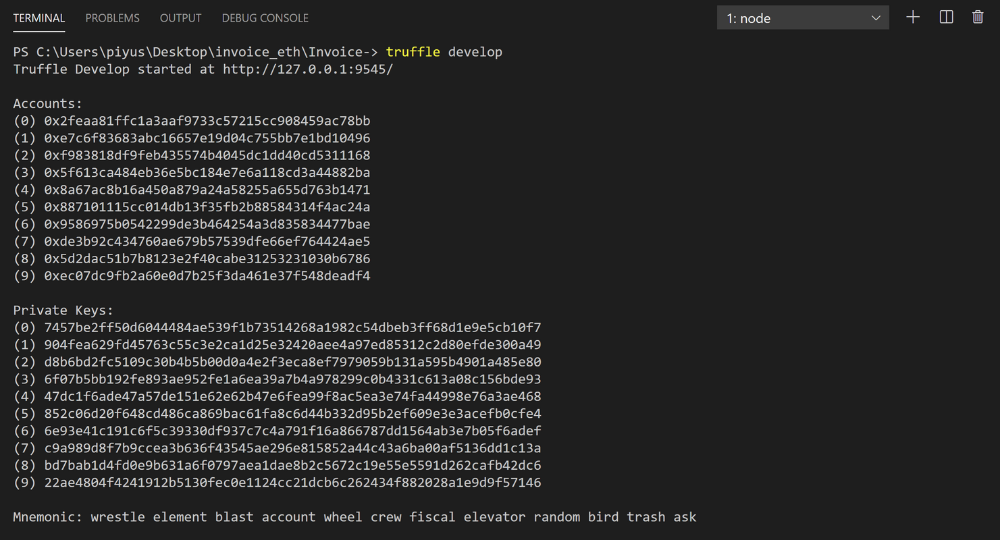 TERMINAL PROBLEMS OUTPUT DEBUG CONSOLE 1: node
PS C:\Users\piyus\Desktop\invoice_eth\Invoice-> truffle develop
Truffle Develop started at http://127.0.0.1:9545/
Accounts:
(0) 0x2feaa81ffc1a3aaf9733c57215cc908459ac78bb
(1) 0xe7c6f83683abc16657e19d04c755bb7e1bd10496
(2) 0xf983818df9feb435574b4045dc1dd40cd5311168
(3) 0x5f613ca484eb36e5bc184e7e6a118cd3a44882ba
(4) 0x8a67ac8b16a450a879a24a58255a655d763b1471
(5) 0x887101115cc014db13f35fb2b88584314f4ac24a
(6) 0x9586975b0542299de3b464254a3d835834477bae
(7) 0xde3b92c434760ae679b57539dfe66ef764424ae5
(8) 0x5d2dac51b7b8123e2f40cabe31253231030b6786
(9) 0xec07dc9fb2a60e0d7b25f3da461e37f548deadf4
Private Keys:
(0) 7457be2ff50d6044484ae539f1b73514268a1982c54dbeb3ff68d1e9e5cb10f7
(1) 904fea629fd45763c55c3e2ca1d25e32420aee4a97ed85312c2d80efde300a49
(2) d8b6bd2fc5109c30b4b5b00d0a4e2f3eca8ef7979059b131a595b4901a485e80
(3) 6f07b5bb192fe893ae952fe1a6ea39a7b4a978299c0b4331c613a08c156bde93
(4) 47dc1f6ade47a57de151e62e62b47e6fea99f8ac5ea3e74fa44998e76a3ae468
(5) 852c06d20f648cd486ca869bac61fa8c6d44b332d95b2ef609e3e3acefb0cfe4
(6) 6e93e41c191c6f5c39330df937c7c4a791f16a866787dd1564ab3e7b05f6adef
(7) c9a989d8f7b9ccea3b636f43545ae296e815852a44c43a6ba00af5136dd1c13a
(8) bd7bab1d4fd0e9b631a6f0797aea1dae8b2c5672c19e55e5591d262cafb42dc6
(9) 22ae4804f4241912b5130fec0e1124cc21dcb6c262434f882028a1e9d9f57146
Mnemonic: wrestle element blast account wheel crew fiscal elevator random bird trash ask